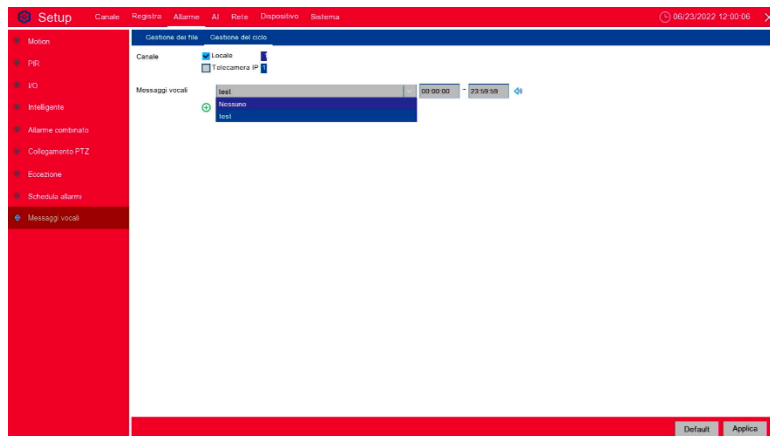 Setup Canale Registra Allarme AI Rete Dispositivo Sistema 06/23/2022 12:00:06
Motion
PIR
I/O
Intelligente
Allarme combinato
Collegamento PTZ
Eccezione
Schedula allarmi
Messaggi vocali
Gestione dei file Gestione del ciclo
Canale Locale
Telecamera IP 1
Messaggi vocali test 00:00:00 - 23:59:59
Nessuno
test
Default Applica